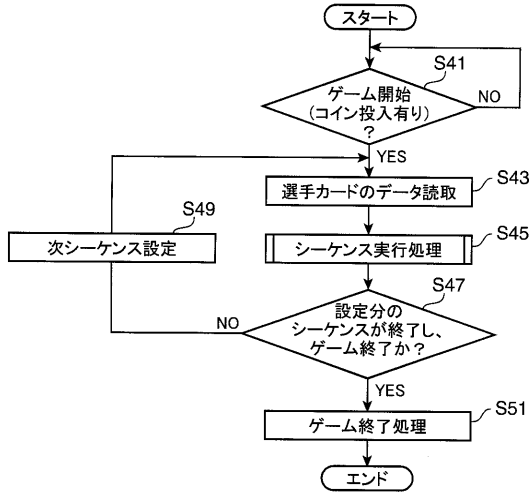 スタート
S41
ゲーム開始
(コイン投入有り)
?
NO
YES
S43
選手カードのデータ読取
S49
次シーケンス設定
S45
シーケンス実行処理
S47
設定分の
シーケンスが終了し、
ゲーム終了か?
NO
YES
S51
ゲーム終了処理
エンド